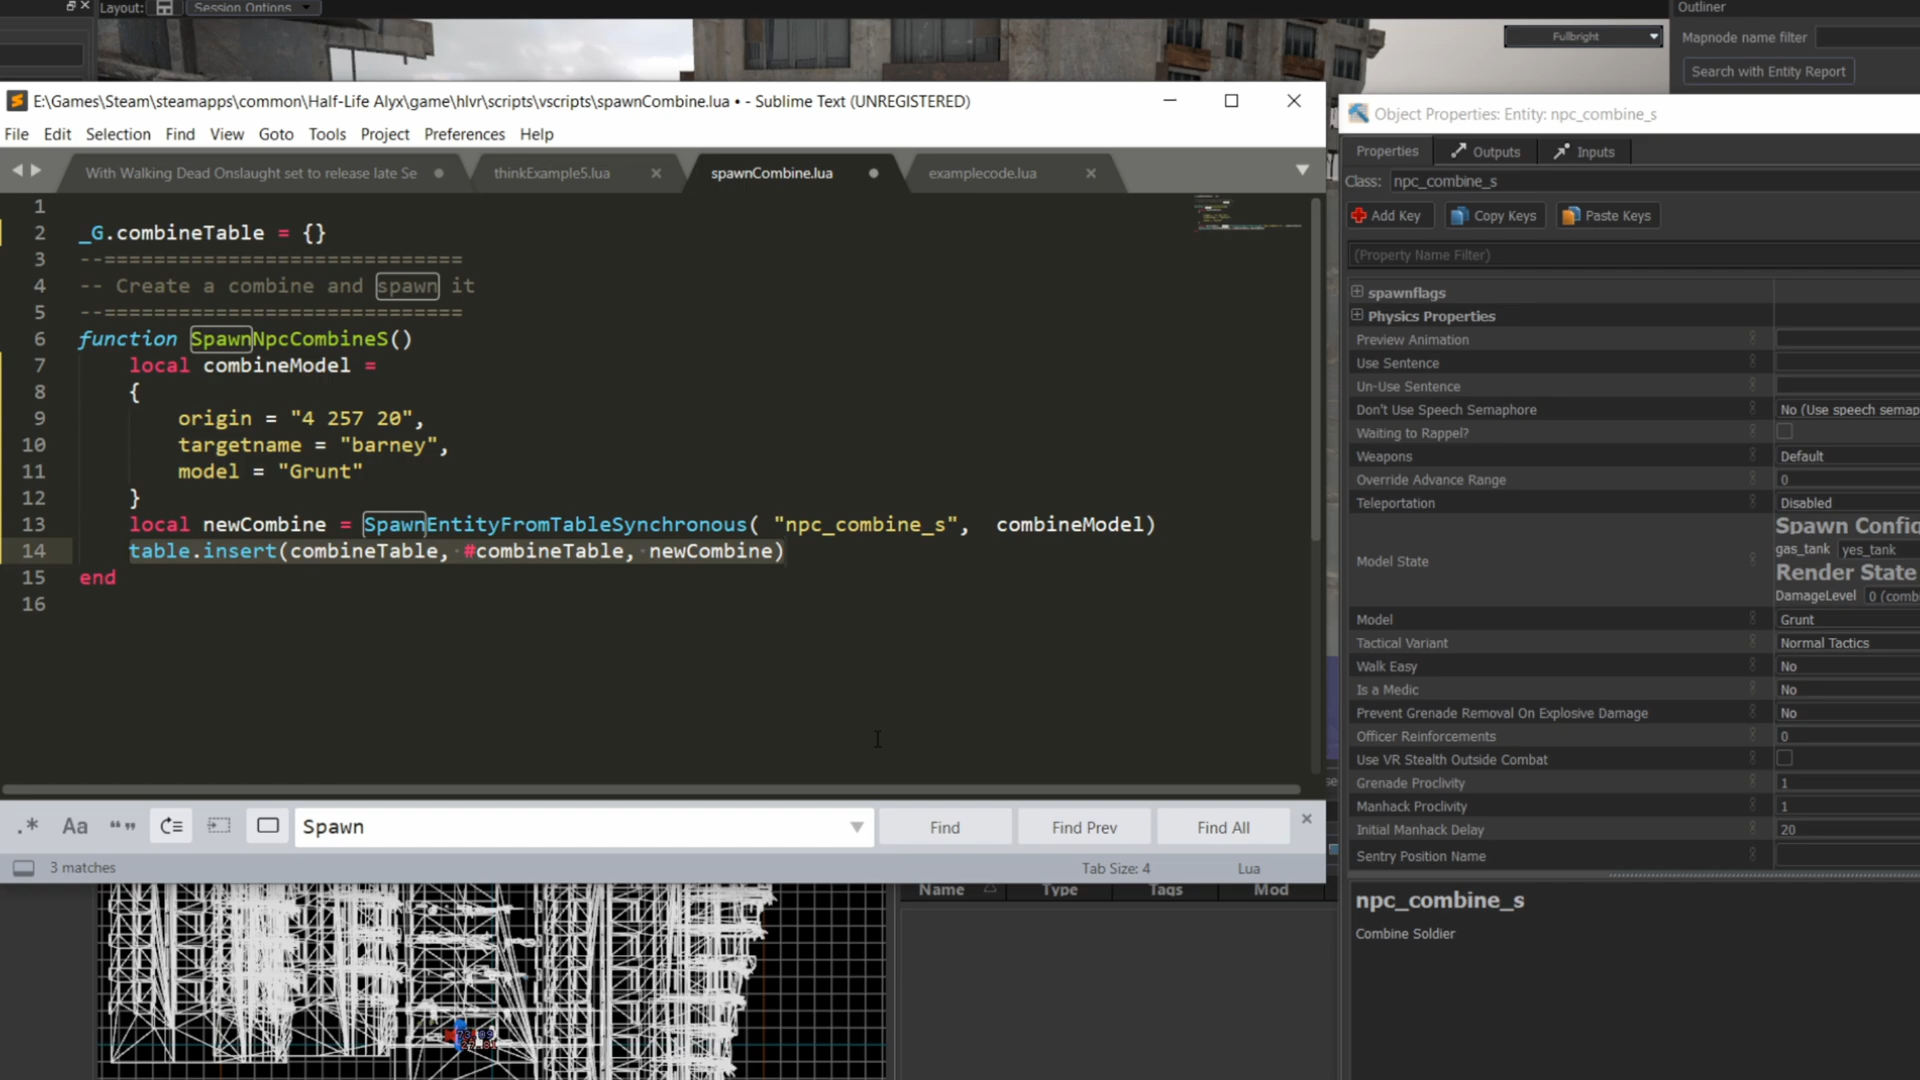 Layout:
Session Options
Outliner
Fullbright
Mapnode name filter
Search with Entity Report
E:\Games\Steam\steamapps\common\Half-Life Alyx\game\hlvr\scripts\vscripts\spawnCombine.lua • - Sublime Text (UNREGISTERED)
File Edit Selection Find View Goto Tools Project Preferences Help
With Walking Dead Onslaught set to release late Se
thinkExample5.lua
spawnCombine.lua
examplecode.lua
1
2 _G.combineTable = {}
3 --=============================
4 -- Create a combine and spawn it
5 --=============================
6 function SpawnNpcCombineS()
7 local combineModel =
8 {
9 origin = "4 257 20",
10 targetname = "barney",
11 model = "Grunt"
12 }
13 local newCombine = SpawnEntityFromTableSynchronous( "npc_combine_s", combineModel)
14 table.insert(combineTable, #combineTable, newCombine)
15 end
16
.* Aa “ ”
Spawn
Find
Find Prev
Find All
3 matches
Tab Size: 4
Lua
Name Type Tags Mod
Object Properties: Entity: npc_combine_s
Properties Outputs Inputs
Class: npc_combine_s
Add Key Copy Keys Paste Keys
(Property Name Filter)
spawnflags
Physics Properties
Preview Animation
Use Sentence
Un-Use Sentence
Don't Use Speech Semaphore No (Use speech semap
Waiting to Rappel?
Weapons Default
Override Advance Range 0
Teleportation Disabled
Spawn Config
gas_tank yes_tank
Model State
Render State
DamageLevel 0 (combi
Model Grunt
Tactical Variant Normal Tactics
Walk Easy No
Is a Medic No
Prevent Grenade Removal On Explosive Damage No
Officer Reinforcements 0
Use VR Stealth Outside Combat
Grenade Proclivity 1
Manhack Proclivity 1
Initial Manhack Delay 20
Sentry Position Name
npc_combine_s
Combine Soldier